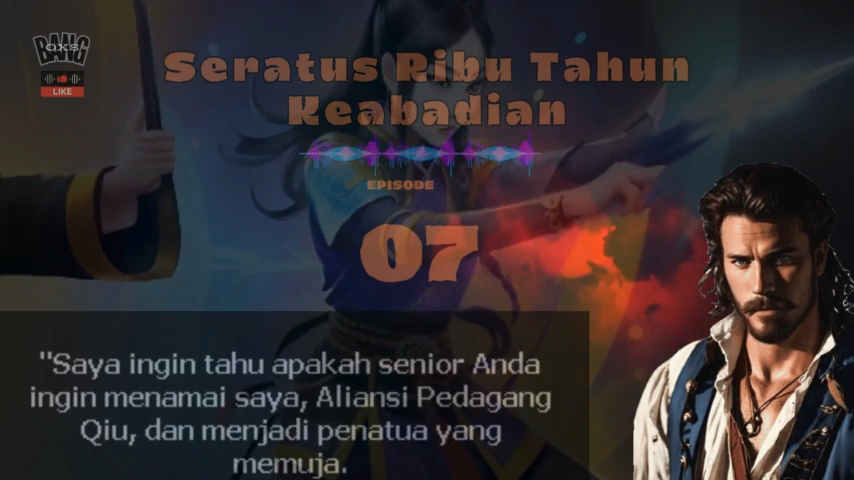 BANG
OXS
LIKE
Seratus Ribu Tahun
Keabadian
EPISODE
07
"Saya ingin tahu apakah senior Anda
ingin menamai saya, Aliansi Pedagang
Qiu, dan menjadi penatua yang
memuja.